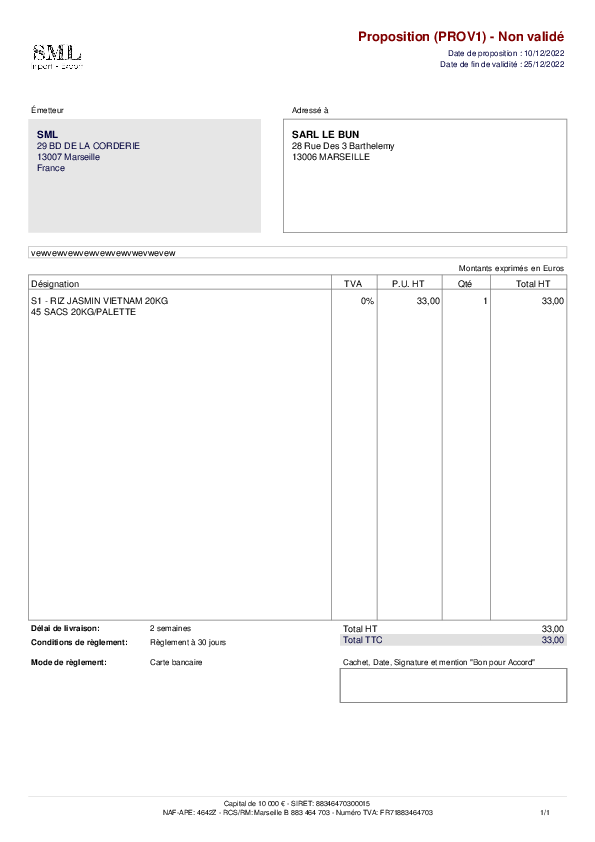 SML
Import - Export
Proposition (PROV1) - Non validé
Date de proposition : 10/12/2022
Date de fin de validité : 25/12/2022
Émetteur
Adressé à
SML
29 BD DE LA CORDERIE
13007 Marseille
France
SARL LE BUN
28 Rue Des 3 Barthelemy
13006 MARSEILLE
vewvewvewvewvewvewvwevwevew
Montants exprimés en Euros
Désignation TVA P.U. HT Qté Total HT
S1 - RIZ JASMIN VIETNAM 20KG 0% 33,00 1 33,00
45 SACS 20KG/PALETTE
Délai de livraison: 2 semaines
Conditions de règlement: Règlement à 30 jours
Mode de règlement: Carte bancaire
Total HT 33,00
Total TTC 33,00
Cachet, Date, Signature et mention "Bon pour Accord"
Capital de 10 000 € - SIRET: 88346470300015
NAF-APE: 4642Z - RCS/RM: Marseille B 883 464 703 - Numéro TVA: FR71883464703
1/1